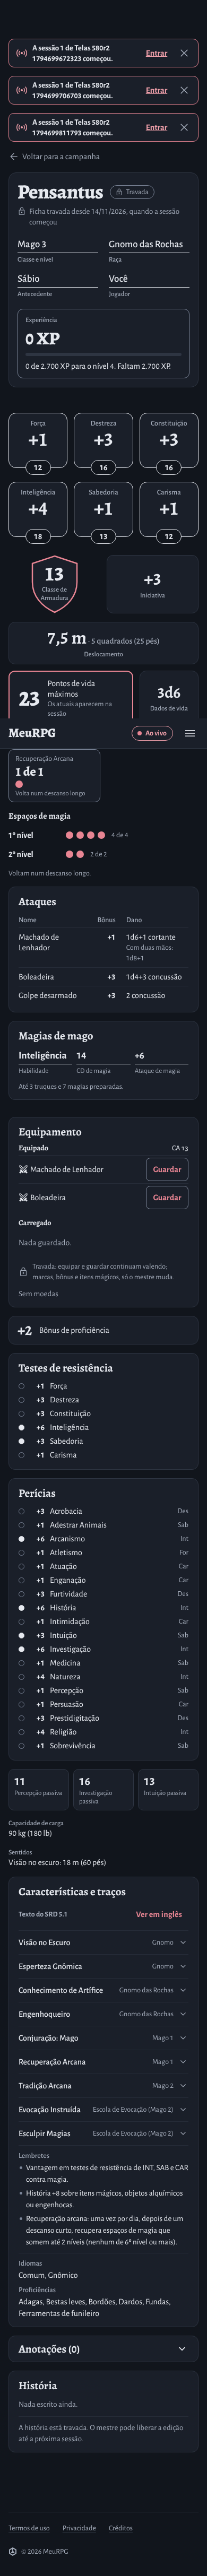 A sessão 1 de Telas 580r2
1794699672323 começou.
Entrar
A sessão 1 de Telas 580r2
1794699706703 começou.
Entrar
A sessão 1 de Telas 580r2
1794699811793 começou.
Entrar
Voltar para a campanha
Pensantus
Travada
Ficha travada desde 14/11/2026, quando a sessão
começou
Mago 3
Classe e nível
Gnomo das Rochas
Raça
Sábio
Antecedente
Você
Jogador
Experiência
0 XP
0 de 2.700 XP para o nível 4. Faltam 2.700 XP.
Força
+1
12
Destreza
+3
16
Constituição
+3
16
Inteligência
+4
18
Sabedoria
+1
13
Carisma
+1
12
13
Classe de
Armadura
+3
Iniciativa
7,5 m · 5 quadrados (25 pés)
Deslocamento
23
Pontos de vida
máximos
Os atuais aparecem na
sessão
3d6
Dados de vida
MeuRPG
Ao vivo
Recuperação Arcana
1 de 1
Volta num descanso longo
Espaços de magia
1º nível
4 de 4
2º nível
2 de 2
Voltam num descanso longo.
Ataques
Nome
Bônus
Dano
Machado de
Lenhador
+1
1d6+1 cortante
Com duas mãos:
1d8+1
Boleadeira
+3
1d4+3 concussão
Golpe desarmado
+3
2 concussão
Magias de mago
Inteligência
Habilidade
14
CD de magia
+6
Ataque de magia
Até 3 truques e 7 magias preparadas.
Equipamento
Equipado
CA 13
Machado de Lenhador
Guardar
Boleadeira
Guardar
Carregado
Nada guardado.
Travada: equipar e guardar continuam valendo;
marcas, bônus e itens mágicos, só o mestre muda.
Sem moedas
+2 Bônus de proficiência
Testes de resistência
+1 Força
+3 Destreza
+3 Constituição
+6 Inteligência
+3 Sabedoria
+1 Carisma
Perícias
+3 Acrobacia Des
+1 Adestrar Animais Sab
+6 Arcanismo Int
+1 Atletismo For
+1 Atuação Car
+1 Enganação Car
+3 Furtividade Des
+6 História Int
+1 Intimidação Car
+3 Intuição Sab
+6 Investigação Int
+1 Medicina Sab
+4 Natureza Int
+1 Percepção Sab
+1 Persuasão Car
+3 Prestidigitação Des
+4 Religião Int
+1 Sobrevivência Sab
11
Percepção passiva
16
Investigação
passiva
13
Intuição passiva
Capacidade de carga
90 kg (180 lb)
Sentidos
Visão no escuro: 18 m (60 pés)
Características e traços
Texto do SRD 5.1
Ver em inglês
Visão no Escuro Gnomo
Esperteza Gnômica Gnomo
Conhecimento de Artífice Gnomo das Rochas
Engenhoqueiro Gnomo das Rochas
Conjuração: Mago Mago 1
Recuperação Arcana Mago 1
Tradição Arcana Mago 2
Evocação Instruída Escola de Evocação (Mago 2)
Esculpir Magias Escola de Evocação (Mago 2)
Lembretes
Vantagem em testes de resistência de INT, SAB e CAR
contra magia.
História +8 sobre itens mágicos, objetos alquímicos
ou engenhocas.
Recuperação arcana: uma vez por dia, depois de um
descanso curto, recupera espaços de magia que
somem até 2 níveis (nenhum de 6º nível ou mais).
Idiomas
Comum, Gnômico
Proficiências
Adagas, Bestas leves, Bordões, Dardos, Fundas,
Ferramentas de funileiro
Anotações (0)
História
Nada escrito ainda.
A história está travada. O mestre pode liberar a edição
até a próxima sessão.
Termos de uso
Privacidade
Créditos
© 2026 MeuRPG